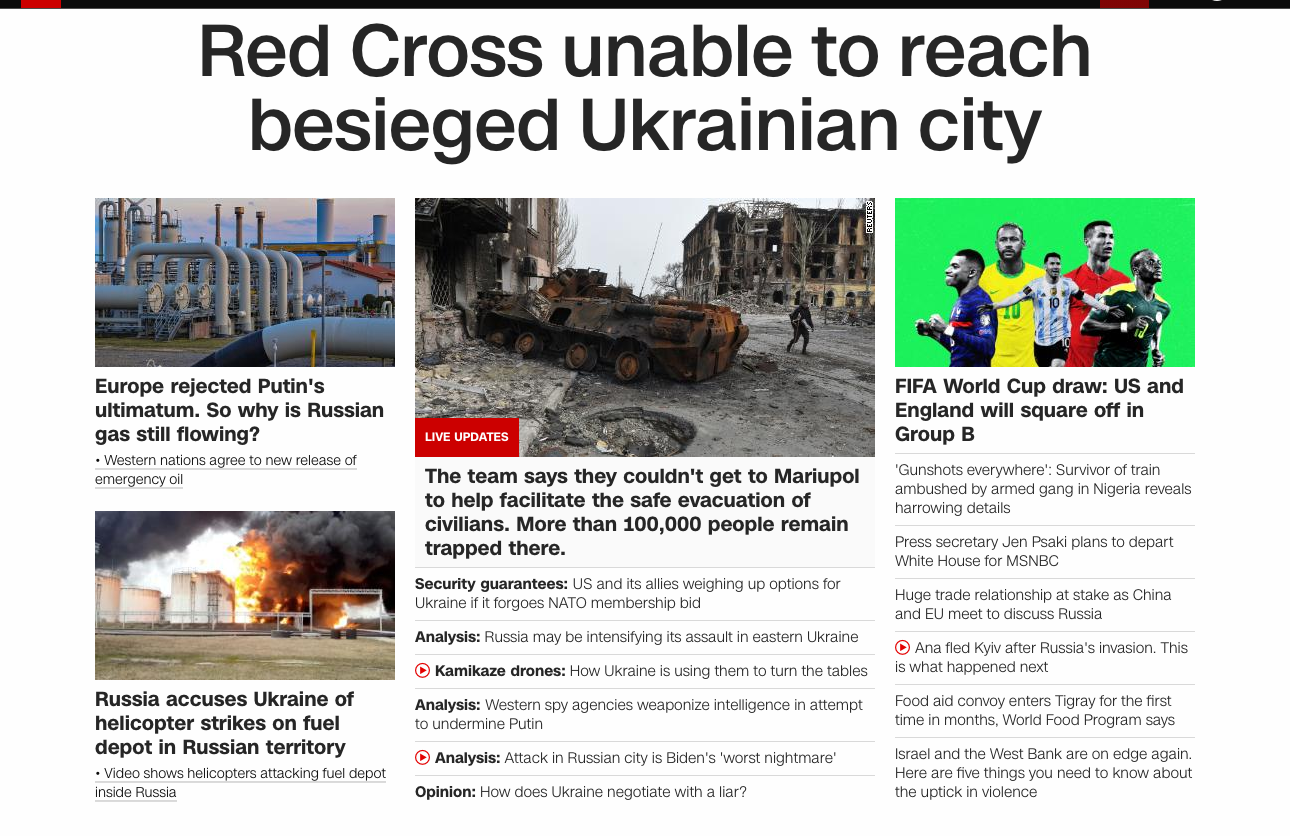 Red Cross unable to reach
besieged Ukrainian city
Europe rejected Putin's
ultimatum. So why is Russian
gas still flowing?
• Western nations agree to new release of
emergency oil
Russia accuses Ukraine of
helicopter strikes on fuel
depot in Russian territory
• Video shows helicopters attacking fuel depot
inside Russia
REUTERS
LIVE UPDATES
The team says they couldn't get to Mariupol
to help facilitate the safe evacuation of
civilians. More than 100,000 people remain
trapped there.
Security guarantees: US and its allies weighing up options for
Ukraine if it forgoes NATO membership bid
Analysis: Russia may be intensifying its assault in eastern Ukraine
Kamikaze drones: How Ukraine is using them to turn the tables
Analysis: Western spy agencies weaponize intelligence in attempt
to undermine Putin
Analysis: Attack in Russian city is Biden's 'worst nightmare'
Opinion: How does Ukraine negotiate with a liar?
10
10
10
FIFA World Cup draw: US and
England will square off in
Group B
'Gunshots everywhere': Survivor of train
ambushed by armed gang in Nigeria reveals
harrowing details
Press secretary Jen Psaki plans to depart
White House for MSNBC
Huge trade relationship at stake as China
and EU meet to discuss Russia
Ana fled Kyiv after Russia's invasion. This
is what happened next
Food aid convoy enters Tigray for the first
time in months, World Food Program says
Israel and the West Bank are on edge again.
Here are five things you need to know about
the uptick in violence